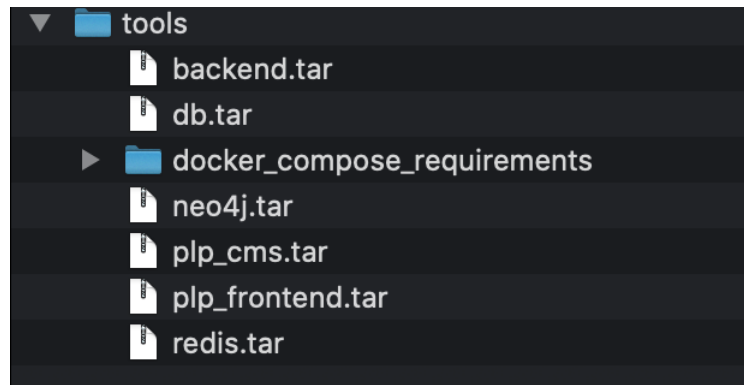 tools
backend.tar
db.tar
docker_compose_requirements
neo4j.tar
plp_cms.tar
plp_frontend.tar
redis.tar